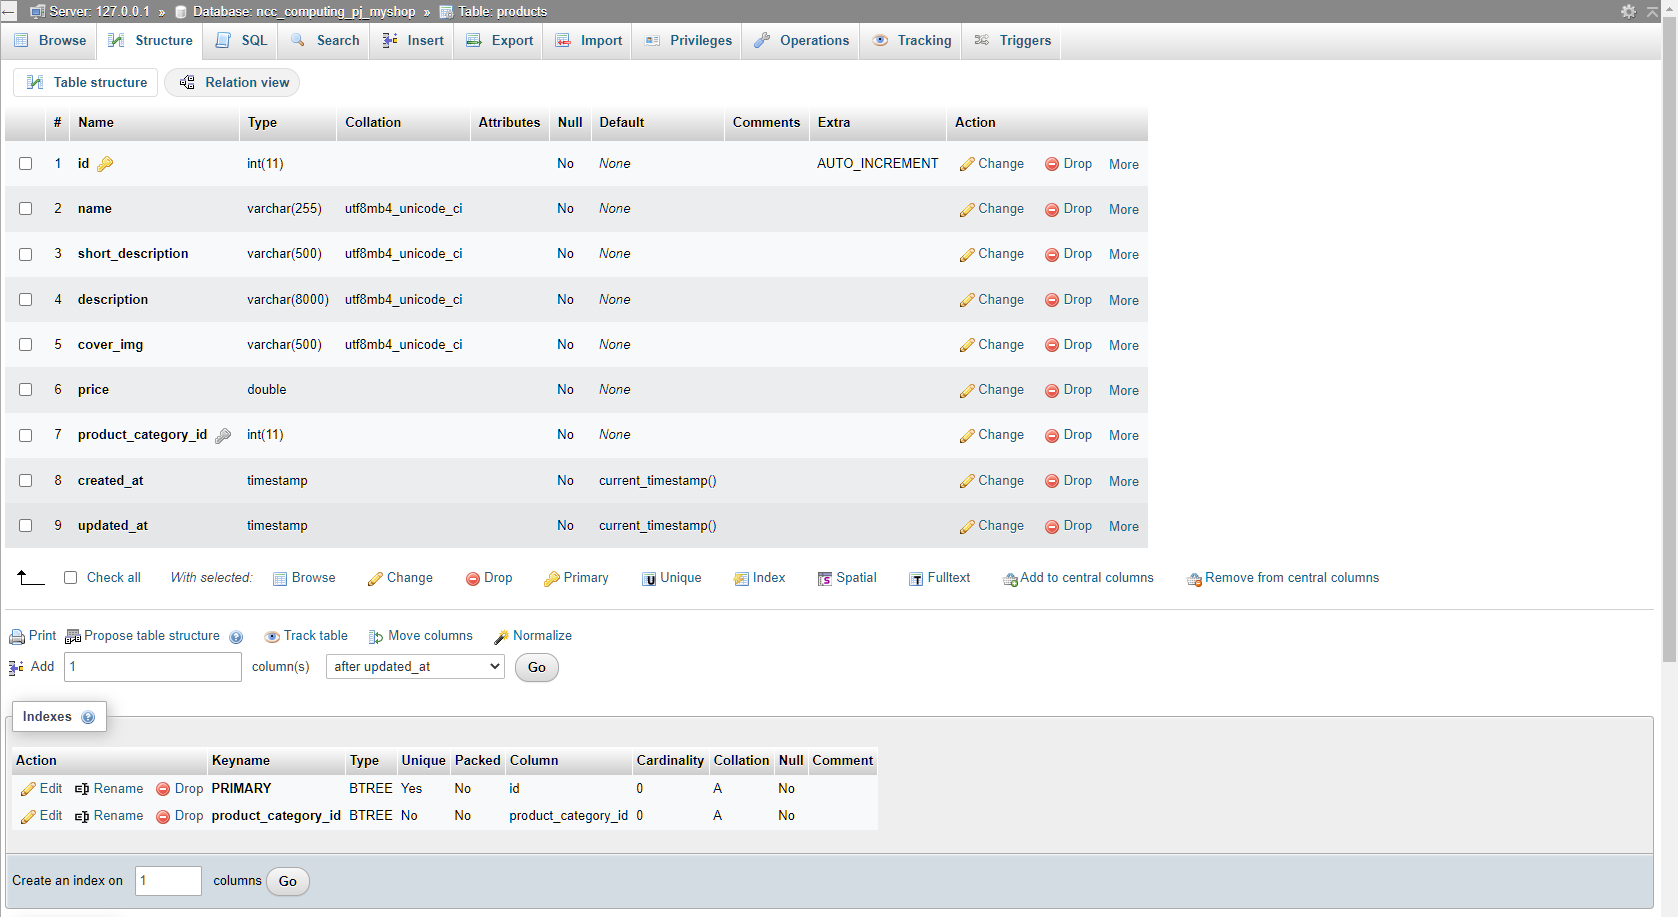 Server: 127.0.0.1 » Database: ncc_computing_pj_myshop » Table: products
Browse Structure SQL Search Insert Export Import Privileges Operations Tracking Triggers
Table structure Relation view
# Name Type Collation Attributes Null Default Comments Extra Action
1 id int(11) No None AUTO_INCREMENT Change Drop More
2 name varchar(255) utf8mb4_unicode_ci No None Change Drop More
3 short_description varchar(500) utf8mb4_unicode_ci No None Change Drop More
4 description varchar(8000) utf8mb4_unicode_ci No None Change Drop More
5 cover_img varchar(500) utf8mb4_unicode_ci No None Change Drop More
6 price double No None Change Drop More
7 product_category_id int(11) No None Change Drop More
8 created_at timestamp No current_timestamp() Change Drop More
9 updated_at timestamp No current_timestamp() Change Drop More
Check all With selected: Browse Change Drop Primary Unique Index Spatial Fulltext Add to central columns Remove from central columns
Print Propose table structure Track table Move columns Normalize
Add 1 column(s) after updated_at Go
Indexes
Action Keyname Type Unique Packed Column Cardinality Collation Null Comment
Edit Rename Drop PRIMARY BTREE Yes No id 0 A No
Edit Rename Drop product_category_id BTREE No No product_category_id 0 A No
Create an index on 1 columns Go